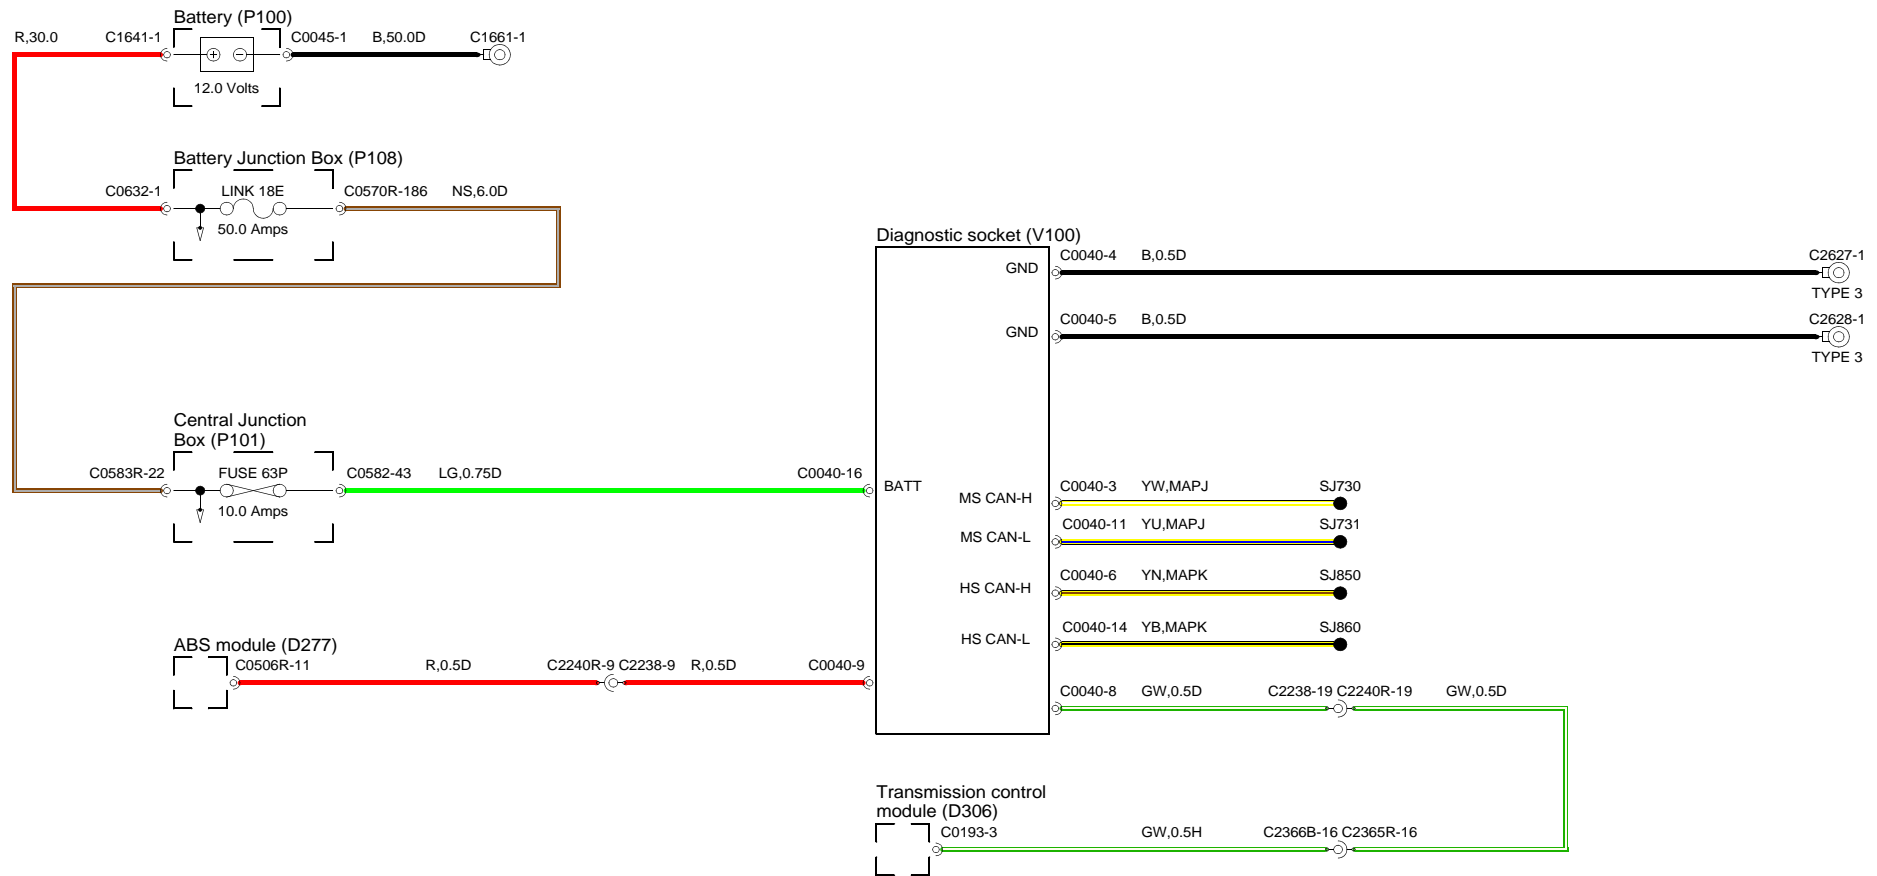 Battery (P100)
R,30.0
C1641-1
C0045-1
B,50.0D
C1661-1
12.0 Volts
Battery Junction Box (P108)
C0632-1
LINK 18E
C0570R-186
NS,6.0D
50.0 Amps
Diagnostic socket (V100)
GND
C0040-4
B,0.5D
C2627-1
TYPE 3
GND
C0040-5
B,0.5D
C2628-1
TYPE 3
Central Junction
Box (P101)
C0583R-22
FUSE 63P
C0582-43
LG,0.75D
C0040-16
BATT
10.0 Amps
MS CAN-H
C0040-3
YW,MAPJ
SJ730
MS CAN-L
C0040-11
YU,MAPJ
SJ731
HS CAN-H
C0040-6
YN,MAPK
SJ850
HS CAN-L
C0040-14
YB,MAPK
SJ860
ABS module (D277)
C0506R-11
R,0.5D
C2240R-9
C2238-9
R,0.5D
C0040-9
C0040-8
GW,0.5D
C2238-19
C2240R-19
GW,0.5D
Transmission control
module (D306)
C0193-3
GW,0.5H
C2366B-16
C2365R-16